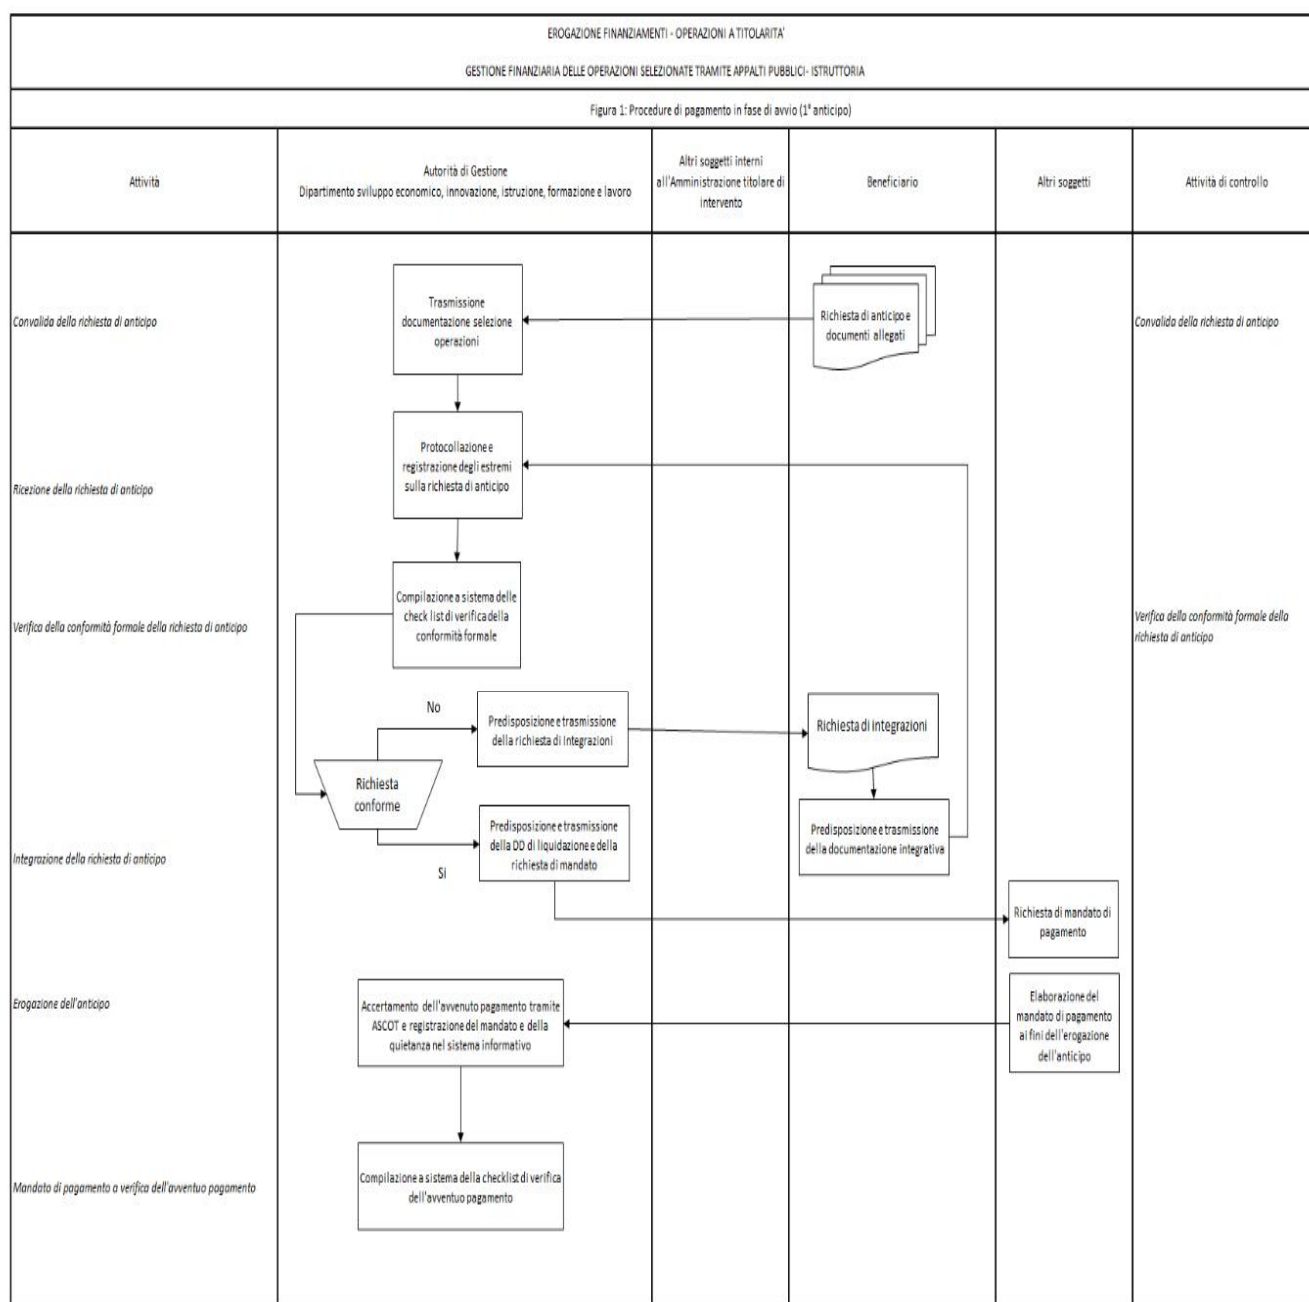 EROGAZIONE FINANZIAMENTI - OPERAZIONI A TITOLARITA'
GESTIONE FINANZIARIA DELLE OPERAZIONI SELEZIONATE TRAMITE APPALTI PUBBLICI- ISTRUTTORIA
Figura 1: Procedure di pagamento in fase di avvio (1° anticipo)
Attività
Autorità di Gestione
Dipartimento sviluppo economico, innovazione, istruzione, formazione e lavoro
Altri soggetti interni
all'Amministrazione titolare di
intervento
Beneficiario
Altri soggetti
Attività di controllo
Convalida della richiesta di anticipo
Trasmissione
documentazione selezione
operazioni
Richiesta di anticipo e
documenti allegati
Convalida della richiesta di anticipo
Ricezione della richiesta di anticipo
Protocollazione e
registrazione degli estremi
sulla richiesta di anticipo
Verifica della conformità formale della richiesta di anticipo
Compilazione a sistema delle
check list di verifica della
conformità formale
Verifica della conformità formale della
richiesta di anticipo
No
Predisposizione e trasmissione
della richiesta di Integrazioni
Richiesta di integrazioni
Richiesta
conforme
Integrazione della richiesta di anticipo
Predisposizione e trasmissione
della DD di liquidazione e della
richiesta di mandato
Si
Predisposizione e trasmissione
della documentazione integrativa
Richiesta di mandato di
pagamento
Erogazione dell'anticipo
Accertamento dell'avvenuto pagamento tramite
ASCOT e registrazione del mandato e della
quietanza nel sistema informativo
Elaborazione del
mandato di pagamento
ai fini dell'erogazione
dell'anticipo
Mandato di pagamento a verifica dell'avventuo pagamento
Compilazione a sistema della checklist di verifica
dell'avventuo pagamento